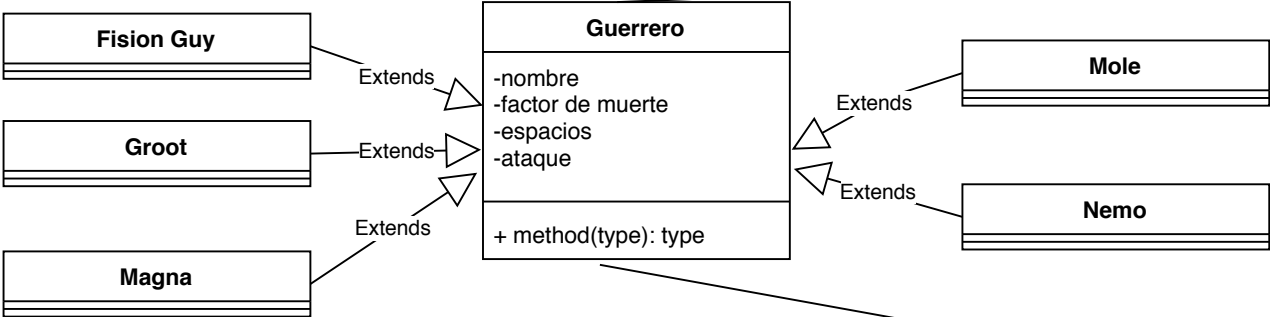 Fision Guy
Extends
Groot
Extends
Magna
Extends
Guerrero
-nombre
-factor de muerte
-espacios
-ataque
+ method(type): type
Mole
Extends
Nemo
Extends